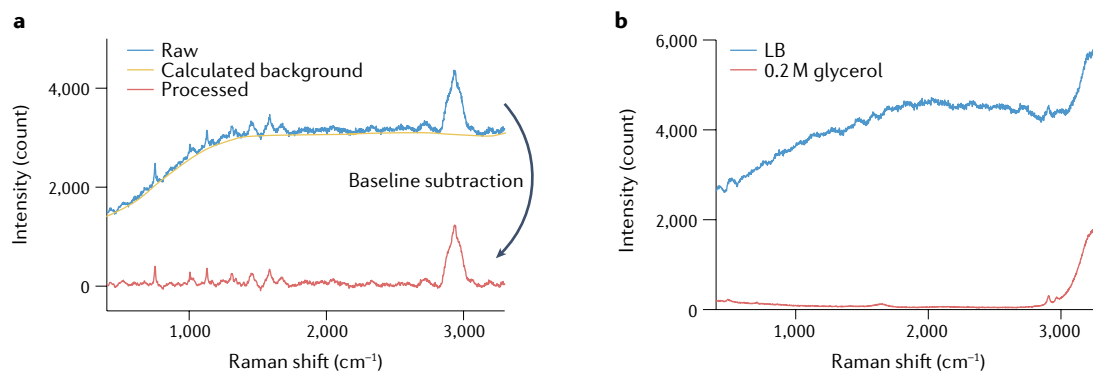 a
Raw
Calculated background
Processed
4,000
2,000
0
Intensity (count)
Baseline subtraction
1,000
2,000
3,000
Raman shift (cm⁻¹)
b
LB
0.2 M glycerol
6,000
4,000
2,000
0
Intensity (count)
1,000
2,000
3,000
Raman shift (cm⁻¹)